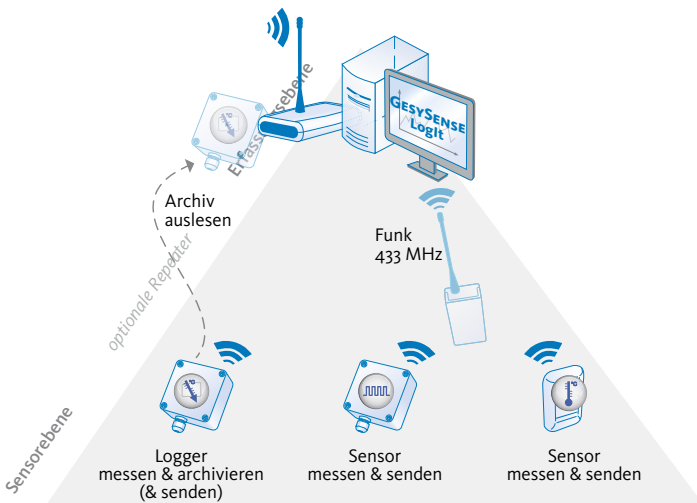 Erfassungsebene
GESYSENSE
LogIt
Archiv
auslesen
Funk
433 MHz
optionale Repeater
P
P
Sensorebene
Logger
messen & archivieren
(& senden)
Sensor
messen & senden
Sensor
messen & senden